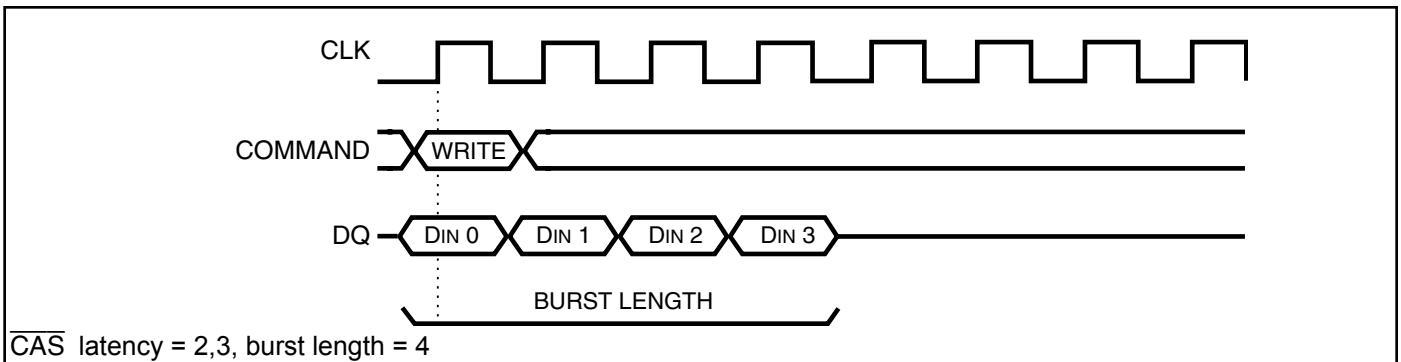 CLK
COMMAND WRITE
DQ DIN 0 DIN 1 DIN 2 DIN 3
BURST LENGTH
CAS latency = 2,3, burst length = 4